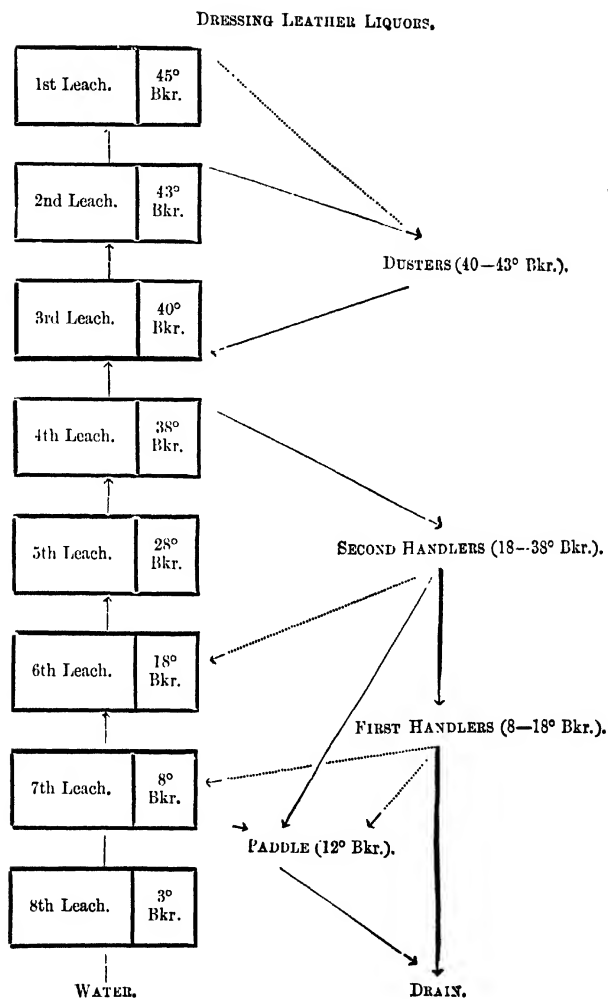 DRESSING LEATHER LIQUORS.
1st Leach.
45°
Bkr.
2nd Leach.
43°
Bkr.
DUSTERS (40—43° Bkr.).
3rd Leach.
40°
Bkr.
4th Leach.
38°
Bkr.
5th Leach.
28°
Bkr.
SECOND HANDLERS (18--38° Bkr.).
6th Leach.
18°
Bkr.
FIRST HANDLERS (8—18° Bkr.).
7th Leach.
8°
Bkr.
PADDLE (12° Bkr.).
8th Leach.
3°
Bkr.
WATER.
DRAIN.